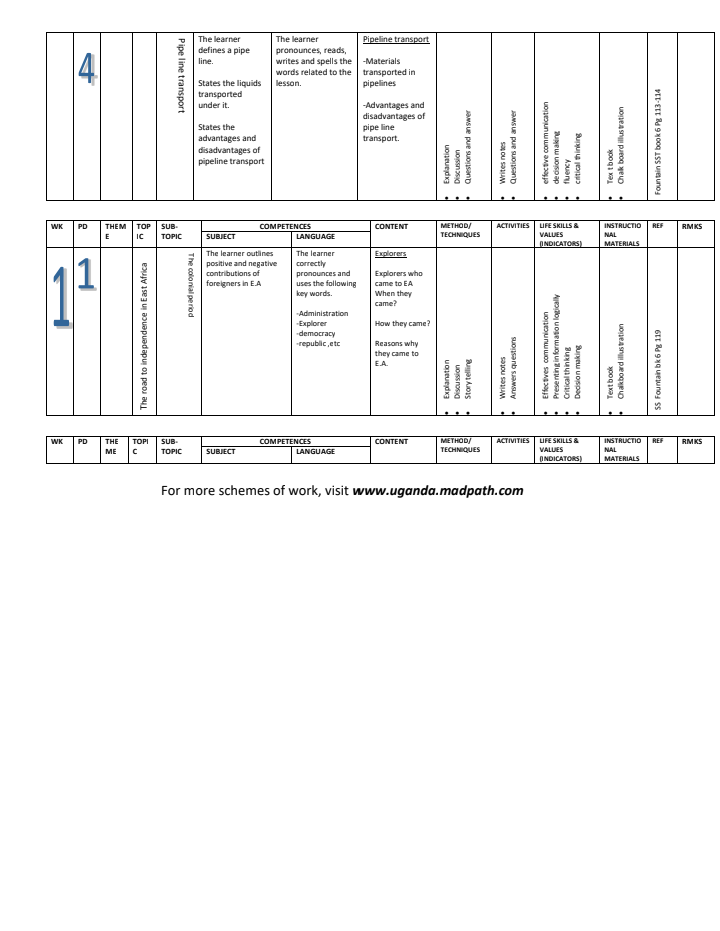 4
Pipe line transport
The learner
defines a pipe
line.
States the liquids
transported
under it.
States the
advantages and
disadvantages of
pipeline transport
The learner
pronounces, reads,
writes and spells the
words related to the
lesson.
Pipeline transport
-Materials
transported in
pipelines
-Advantages and
disadvantages of
pipe line
transport.
• Explanation
• Discussion
• Questions and answer
• Writes notes
• Questions and answer
• effective communication
• decision making
• fluency
• critical thinking
• Text book
• Chalk board illustration
Fountain SST book 6 Pg 113-114
WK
PD
THEM
E
TOP
IC
SUB-
TOPIC
COMPETENCES
SUBJECT
LANGUAGE
CONTENT
METHOD/
TECHNIQUES
ACTIVITIES
LIFE SKILLS &
VALUES
(INDICATORS)
INSTRUCTIO
NAL
MATERIALS
REF
RMKS
1
1
The road to independence in East Africa
The colonial period
The learner outlines
positive and negative
contributions of
foreigners in E.A
The learner
correctly
pronounces and
uses the following
key words.
-Administration
-Explorer
-democracy
-republic ,etc
Explorers
Explorers who
came to EA
When they
came?
How they came?
Reasons why
they came to
E.A.
• Explanation
• Discussion
• Story telling
• Writes notes
• Answers questions
• Effectives communication
• Presenting information logically
• Critical thinking
• Decision making
• Text book
• Chalkboard illustration
SS Fountain bk 6 Pg 119
WK
PD
THE
ME
TOPI
C
SUB-
TOPIC
COMPETENCES
SUBJECT
LANGUAGE
CONTENT
METHOD/
TECHNIQUES
ACTIVITIES
LIFE SKILLS &
VALUES
(INDICATORS)
INSTRUCTIO
NAL
MATERIALS
REF
RMKS
For more schemes of work, visit www.uganda.madpath.com